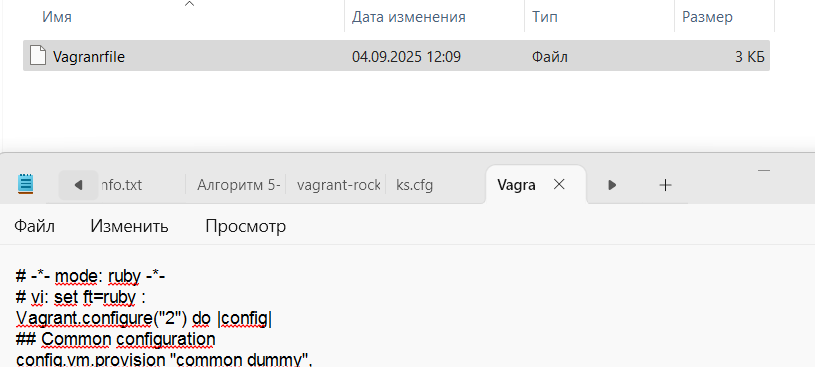 Имя Дата изменения Тип Размер
Vagranrfile 04.09.2025 12:09 Файл 3 КБ
nfo.txt Алгоритм 5- vagrant-rock ks.cfg Vagra
Файл Изменить Просмотр
# -*- mode: ruby -*-
# vi: set ft=ruby :
Vagrant.configure("2") do |config|
## Common configuration
config.vm.provision "common dummy",